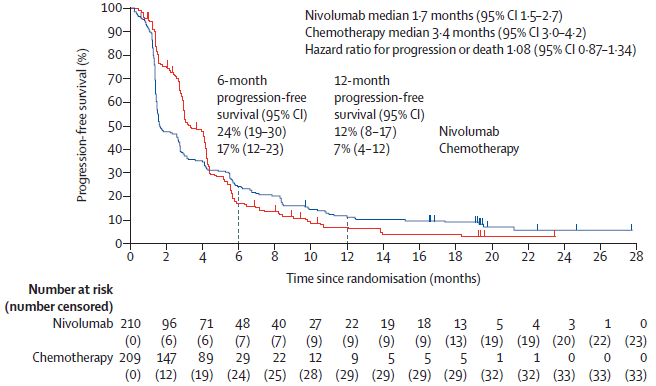 Nivolumab median 1·7 months (95% CI 1·5–2·7)
Chemotherapy median 3·4 months (95% CI 3·0–4·2)
Hazard ratio for progression or death 1·08 (95% CI 0·87–1·34)
6-month
progression-free
survival (95% CI)
24% (19–30)
17% (12–23)
12-month
progression-free
survival (95% CI)
12% (8–17)
7% (4–12)
Nivolumab
Chemotherapy
Progression-free survival (%)
100
90
80
70
60
50
40
30
20
10
0
0 2 4 6 8 10 12 14 16 18 20 22 24 26 28
Time since randomisation (months)
Number at risk
(number censored)
Nivolumab 210 96 71 48 40 27 22 19 18 13 5 4 3 1 0
(0) (6) (6) (7) (7) (9) (9) (9) (9) (13) (19) (19) (20) (22) (23)
Chemotherapy 209 147 89 29 22 12 9 5 5 5 1 1 0 0 0
(0) (12) (19) (24) (25) (28) (29) (29) (29) (29) (32) (32) (33) (33) (33)